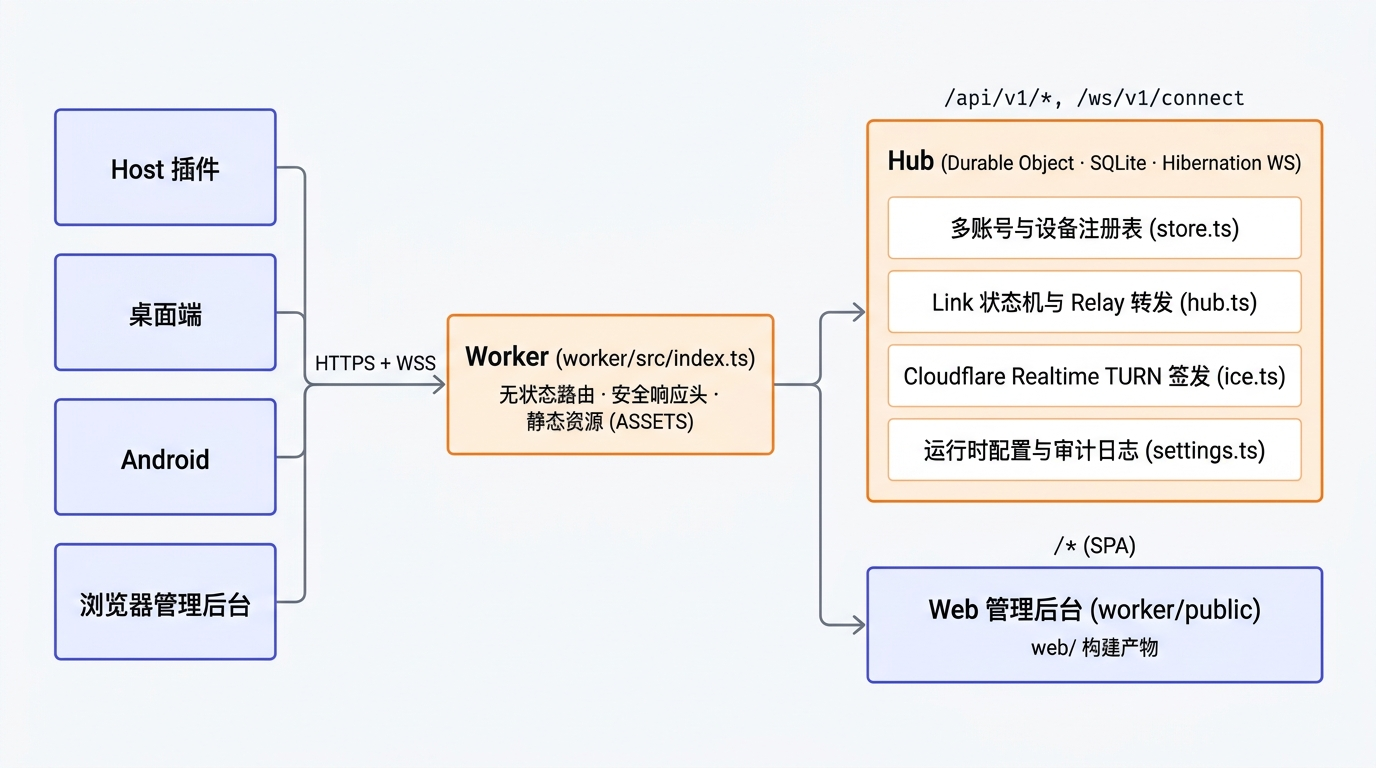 Host 插件
桌面端
Android
浏览器管理后台
HTTPS + WSS
Worker (worker/src/index.ts)
无状态路由 · 安全响应头 ·
静态资源 (ASSETS)
/api/v1/*, /ws/v1/connect
Hub (Durable Object · SQLite · Hibernation WS)
多账号与设备注册表 (store.ts)
Link 状态机与 Relay 转发 (hub.ts)
Cloudflare Realtime TURN 签发 (ice.ts)
运行时配置与审计日志 (settings.ts)
/* (SPA)
Web 管理后台 (worker/public)
web/ 构建产物